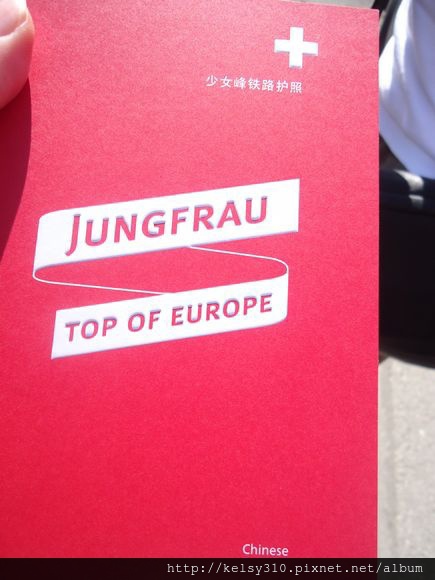 少女峰铁路护照
JUNGFRAU
TOP OF EUROPE
Chinese
http://kelsy310.pixnet.net/album